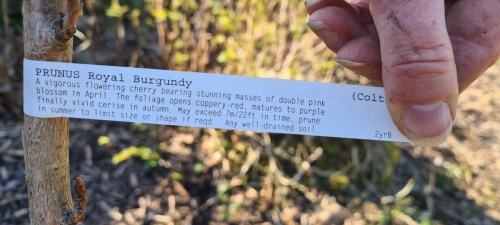 PRUNUS Royal Burgundy (Colt
A vigorous flowering cherry bearing stunning masses of double pink
blossom in April. The foliage opens coppery-red, matures to purple
finally vivid cerise in autumn. May exceed 7m/22ft in time, prune
in summer to limit size or shape if reqd. Any well-drained soil
2yrB